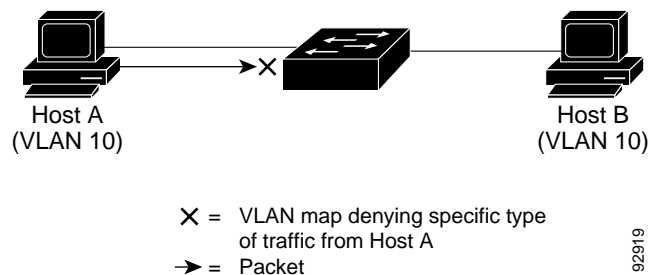 Host A
(VLAN 10)
Host B
(VLAN 10)
X = VLAN map denying specific type
of traffic from Host A
→ = Packet
92919